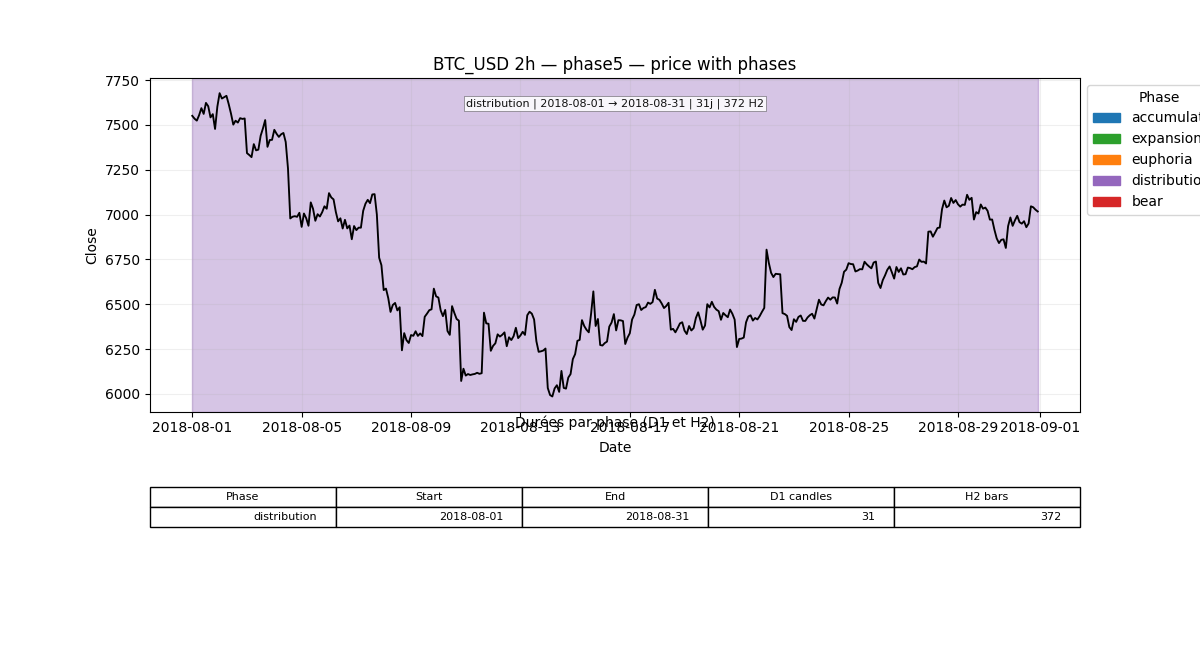 BTC_USD 2h — phase5 — price with phases
distribution | 2018-08-01 → 2018-08-31 | 31j | 372 H2
Phase
accumulat
expansion
euphoria
distributio
bear
Close
7750
7500
7250
7000
6750
6500
6250
6000
2018-08-01 2018-08-05 2018-08-09 2018-08-13 2018-08-17 2018-08-21 2018-08-25 2018-08-29 2018-09-01
Durées par phase (D1 et H2)
Date
Phase Start End D1 candles H2 bars
distribution 2018-08-01 2018-08-31 31 372